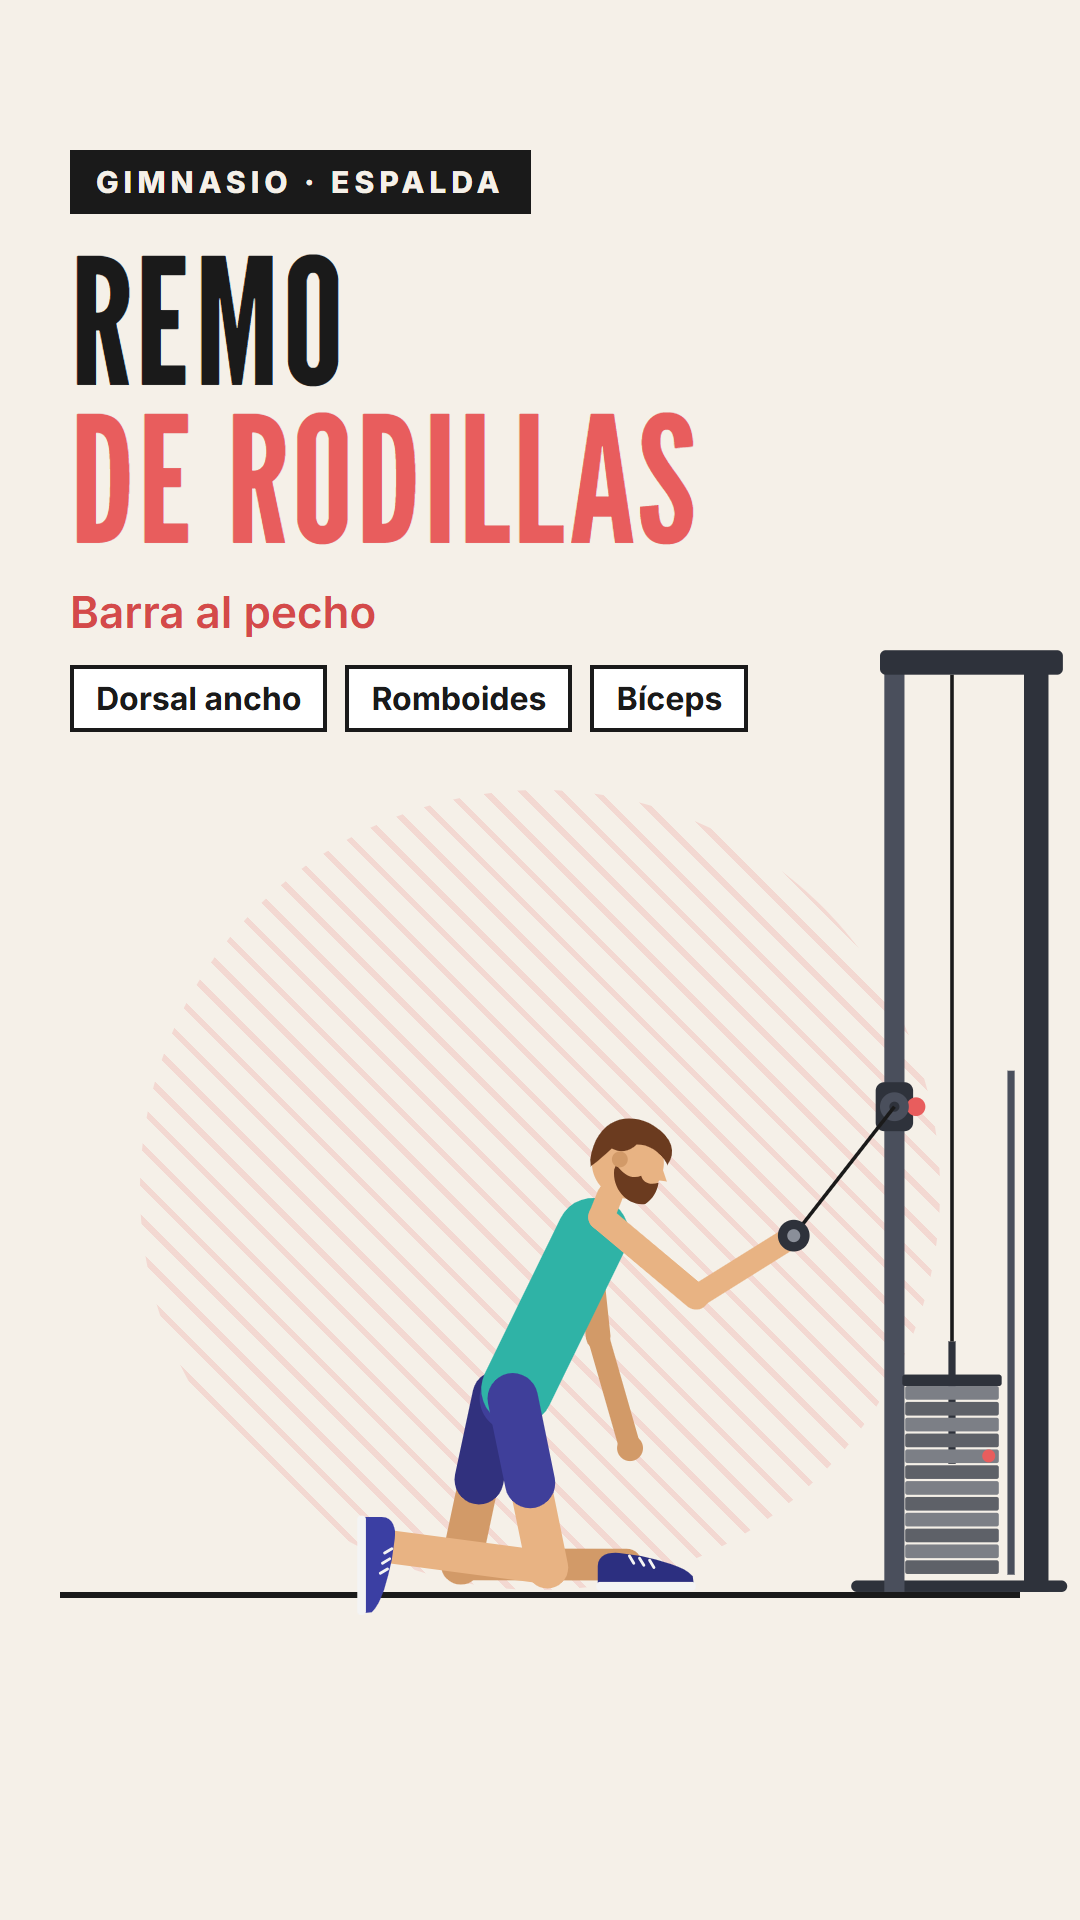 GIMNASIO · ESPALDA
REMO
DE RODILLAS
Barra al pecho
Dorsal ancho Romboides Bíceps